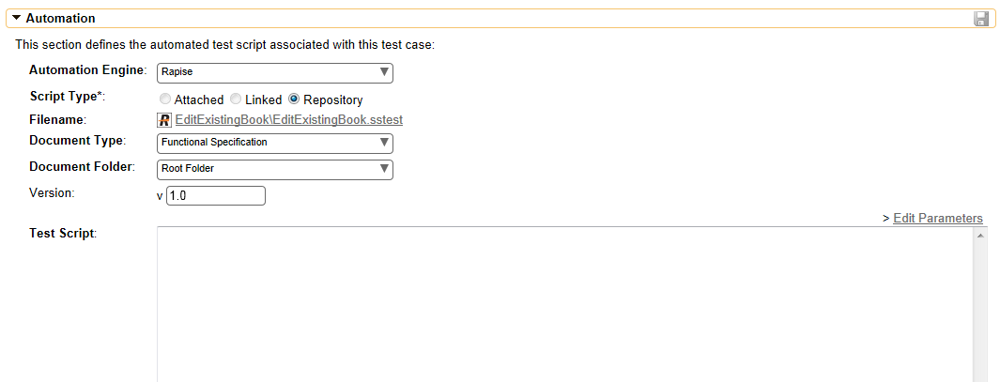 Automation
This section defines the automated test script associated with this test case:
Automation Engine: Rapise
Script Type*: Attached Linked Repository
Filename: EditExistingBook\EditExistingBook.sstest
Document Type: Functional Specification
Document Folder: Root Folder
Version: v 1.0
> Edit Parameters
Test Script: